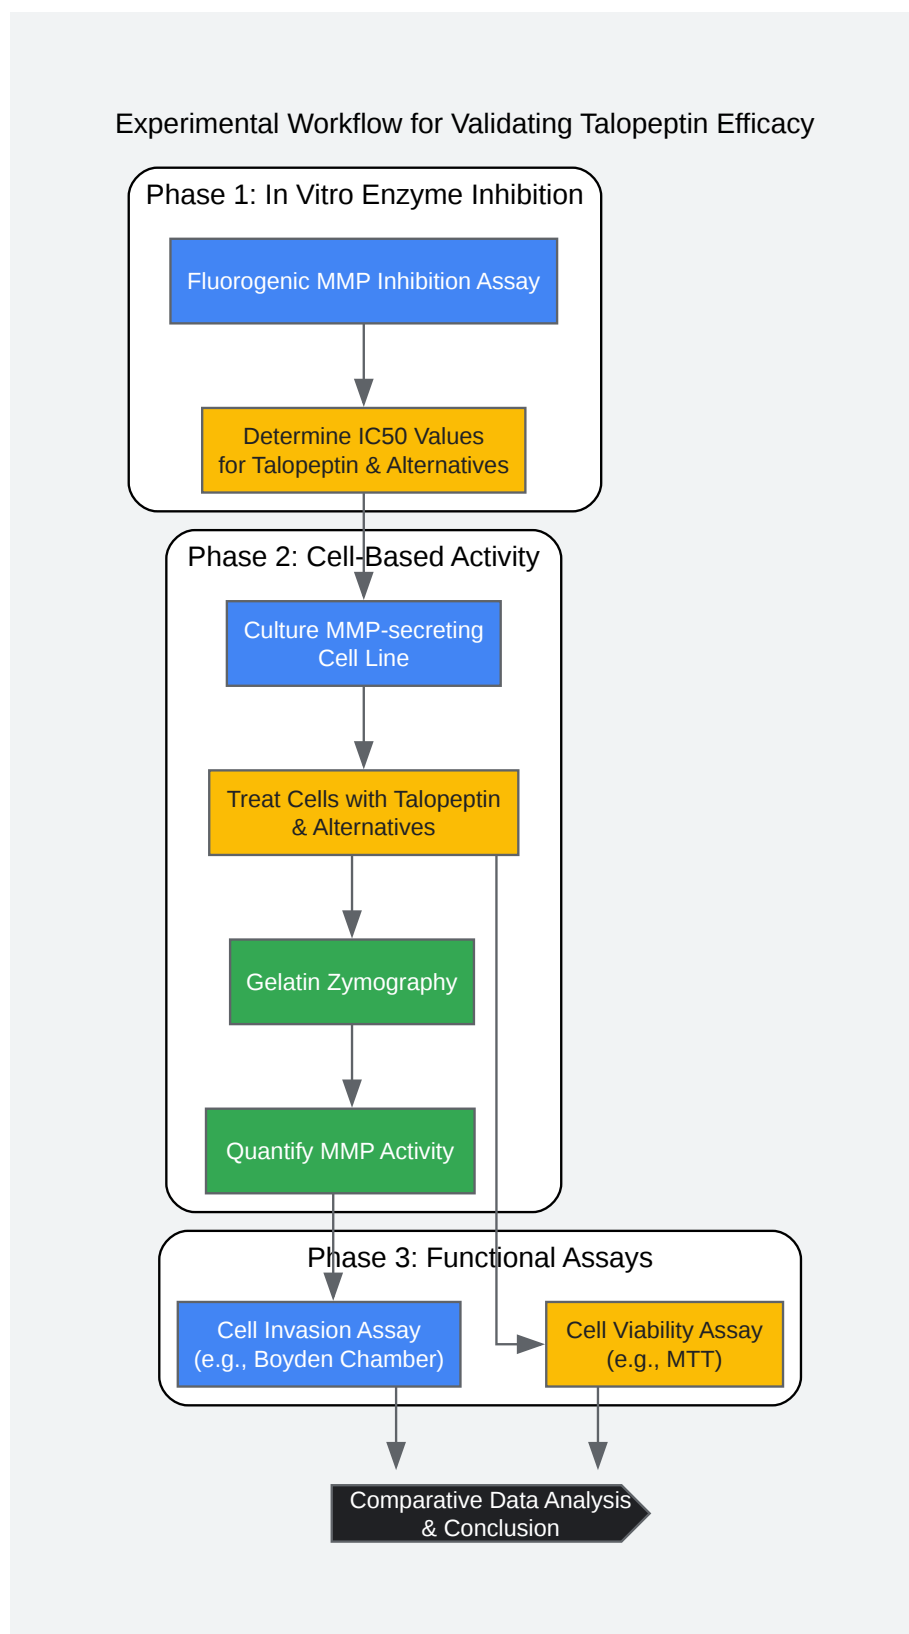 Experimental Workflow for Validating Talopeptin Efficacy
Phase 1: In Vitro Enzyme Inhibition
Fluorogenic MMP Inhibition Assay
Determine IC50 Values
for Talopeptin & Alternatives
Phase 2: Cell-Based Activity
Culture MMP-secreting
Cell Line
Treat Cells with Talopeptin
& Alternatives
Gelatin Zymography
Quantify MMP Activity
Phase 3: Functional Assays
Cell Invasion Assay
(e.g., Boyden Chamber)
Cell Viability Assay
(e.g., MTT)
Comparative Data Analysis
& Conclusion